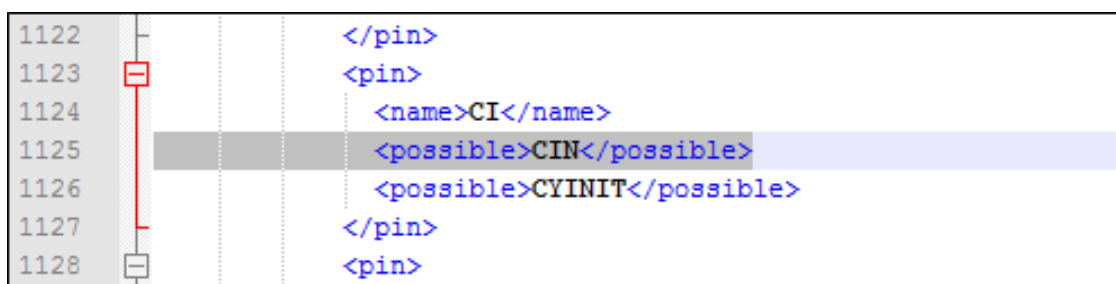 1122 </pin>
1123 <pin>
1124 <name>CI</name>
1125 <possible>CIN</possible>
1126 <possible>CYINIT</possible>
1127 </pin>
1128 <pin>